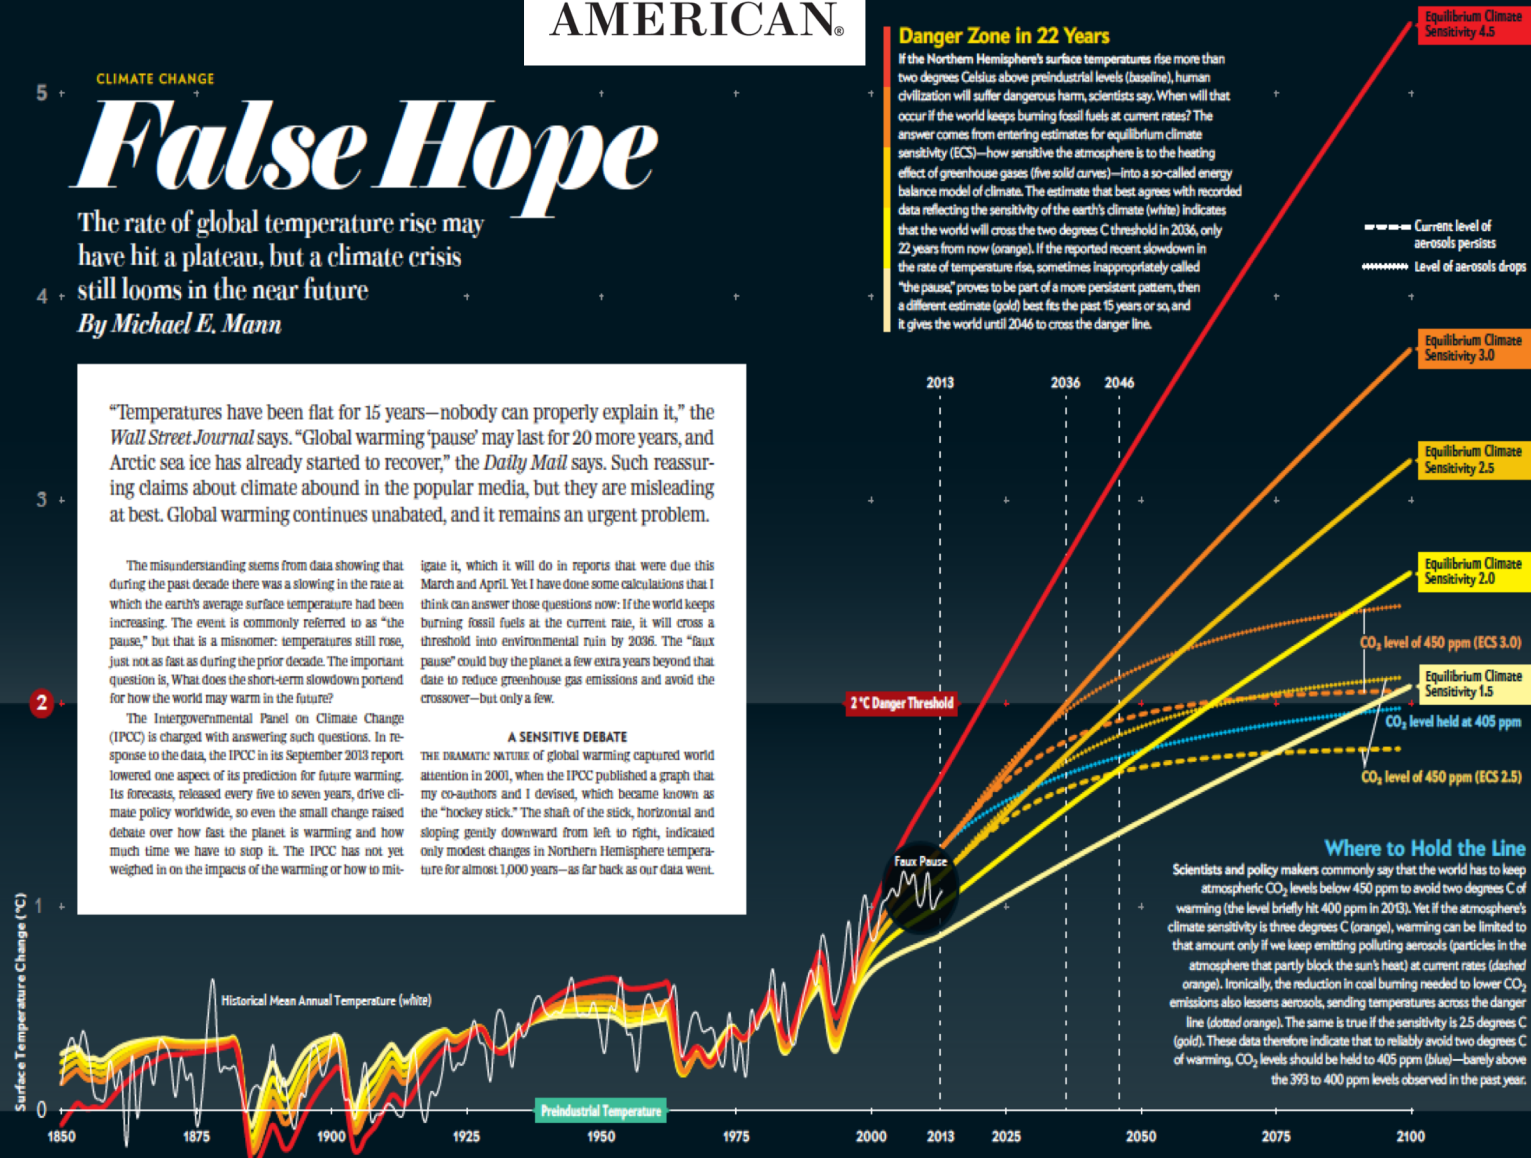 AMERICAN®
CLIMATE CHANGE
False Hope
The rate of global temperature rise may
have hit a plateau, but a climate crisis
still looms in the near future
By Michael E. Mann
“Temperatures have been flat for 15 years—nobody can properly explain it,” the
Wall Street Journal says. “Global warming ‘pause’ may last for 20 more years, and
Arctic sea ice has already started to recover,” the Daily Mail says. Such reassur-
ing claims about climate abound in the popular media, but they are misleading
at best. Global warming continues unabated, and it remains an urgent problem.
The misunderstanding stems from data showing that
during the past decade there was a slowing in the rate at
which the earth’s average surface temperature had been
increasing. The event is commonly referred to as “the
pause,” but that is a misnomer: temperatures still rose,
just not as fast as during the prior decade. The important
question is, What does the short-term slowdown portend
for how the world may warm in the future?
The Intergovernmental Panel on Climate Change
(IPCC) is charged with answering such questions. In re-
sponse to the data, the IPCC in its September 2013 report
lowered one aspect of its prediction for future warming.
Its forecasts, released every five to seven years, drive cli-
mate policy worldwide, so even the small change raised
debate over how fast the planet is warming and how
much time we have to stop it. The IPCC has not yet
weighed in on the impacts of the warming or how to mit-
igate it, which it will do in reports that were due this
March and April. Yet I have done some calculations that I
think can answer those questions now: If the world keeps
burning fossil fuels at the current rate, it will cross a
threshold into environmental ruin by 2036. The “faux
pause” could buy the planet a few extra years beyond that
date to reduce greenhouse gas emissions and avoid the
crossover—but only a few.
A SENSITIVE DEBATE
THE DRAMATIC NATURE of global warming captured world
attention in 2001, when the IPCC published a graph that
my co-authors and I devised, which became known as
the “hockey stick.” The shaft of the stick, horizontal and
sloping gently downward from left to right, indicated
only modest changes in Northern Hemisphere tempera-
ture for almost 1,000 years—as far back as our data went.
Danger Zone in 22 Years
If the Northern Hemisphere’s surface temperatures rise more than
two degrees Celsius above preindustrial levels (baseline), human
civilization will suffer dangerous harm, scientists say. When will that
occur if the world keeps burning fossil fuels at current rates? The
answer comes from entering estimates for equilibrium climate
sensitivity (ECS)—how sensitive the atmosphere is to the heating
effect of greenhouse gases (five solid curves)—into a so-called energy
balance model of climate. The estimate that best agrees with recorded
data reflecting the sensitivity of the earth’s climate (white) indicates
that the world will cross the two degrees C threshold in 2036, only
22 years from now (orange). If the reported recent slowdown in
the rate of temperature rise, sometimes inappropriately called
“the pause,” proves to be part of a more persistent pattern, then
a different estimate (gold) best fits the past 15 years or so, and
it gives the world until 2046 to cross the danger line.
Equilibrium Climate
Sensitivity 4.5
Current level of
aerosols persists
Level of aerosols drops
Equilibrium Climate
Sensitivity 3.0
Equilibrium Climate
Sensitivity 2.5
Equilibrium Climate
Sensitivity 2.0
CO₂ level of 450 ppm (ECS 3.0)
Equilibrium Climate
Sensitivity 1.5
CO₂ level held at 405 ppm
CO₂ level of 450 ppm (ECS 2.5)
2013
2036
2046
2 °C Danger Threshold
Faux Pause
Where to Hold the Line
Scientists and policy makers commonly say that the world has to keep
atmospheric CO₂ levels below 450 ppm to avoid two degrees C of
warming (the level briefly hit 400 ppm in 2013). Yet if the atmosphere’s
climate sensitivity is three degrees C (orange), warming can be limited to
that amount only if we keep emitting polluting aerosols (particles in the
atmosphere that partly block the sun’s heat) at current rates (dashed
orange). Ironically, the reduction in coal burning needed to lower CO₂
emissions also lessens aerosols, sending temperatures across the danger
line (dotted orange). The same is true if the sensitivity is 2.5 degrees C
(gold). These data therefore indicate that to reliably avoid two degrees C
of warming, CO₂ levels should be held to 405 ppm (blue)—barely above
the 393 to 400 ppm levels observed in the past year.
Historical Mean Annual Temperature (white)
Preindustrial Temperature
Surface Temperature Change (°C)
5
4
3
2
1
0
1850
1875
1900
1925
1950
1975
2000
2013
2025
2050
2075
2100